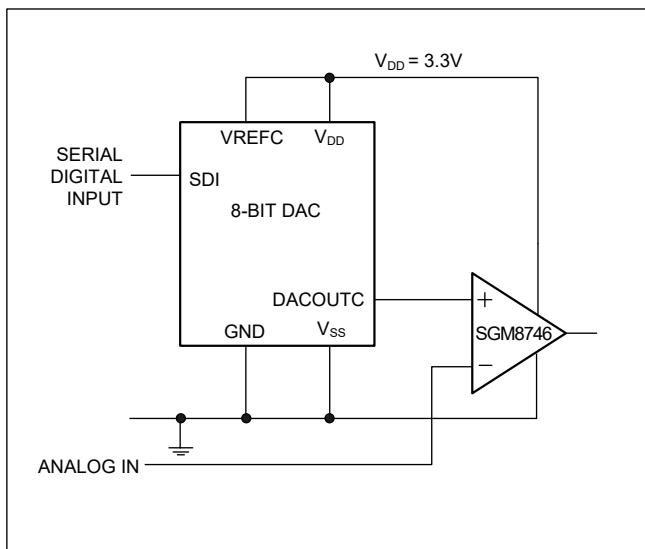 V_DD = 3.3V
VREFC V_DD
SERIAL
DIGITAL
INPUT
SDI
8-BIT DAC
DACOUTC
+
SGM8746
−
GND V_SS
ANALOG IN